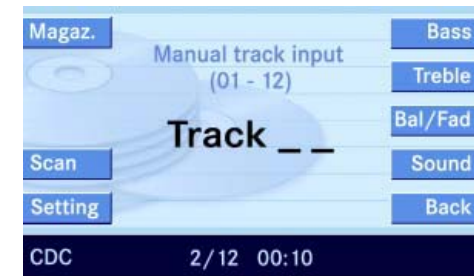 Magaz.
Bass
Manual track input
(01 - 12)
Treble
Bal/Fad
Track _ _
Scan
Sound
Setting
Back
CDC 2/12 00:10